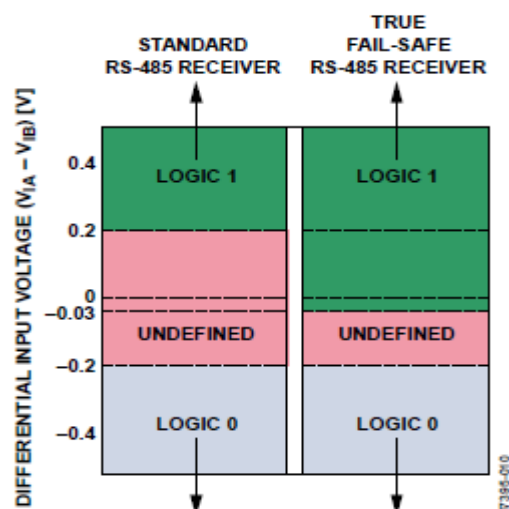 STANDARD
RS-485 RECEIVER
TRUE
FAIL-SAFE
RS-485 RECEIVER
DIFFERENTIAL INPUT VOLTAGE (VIA – VIB) [V]
0.4
0.2
0
–0.03
–0.2
–0.4
LOGIC 1
UNDEFINED
LOGIC 0
LOGIC 1
UNDEFINED
LOGIC 0